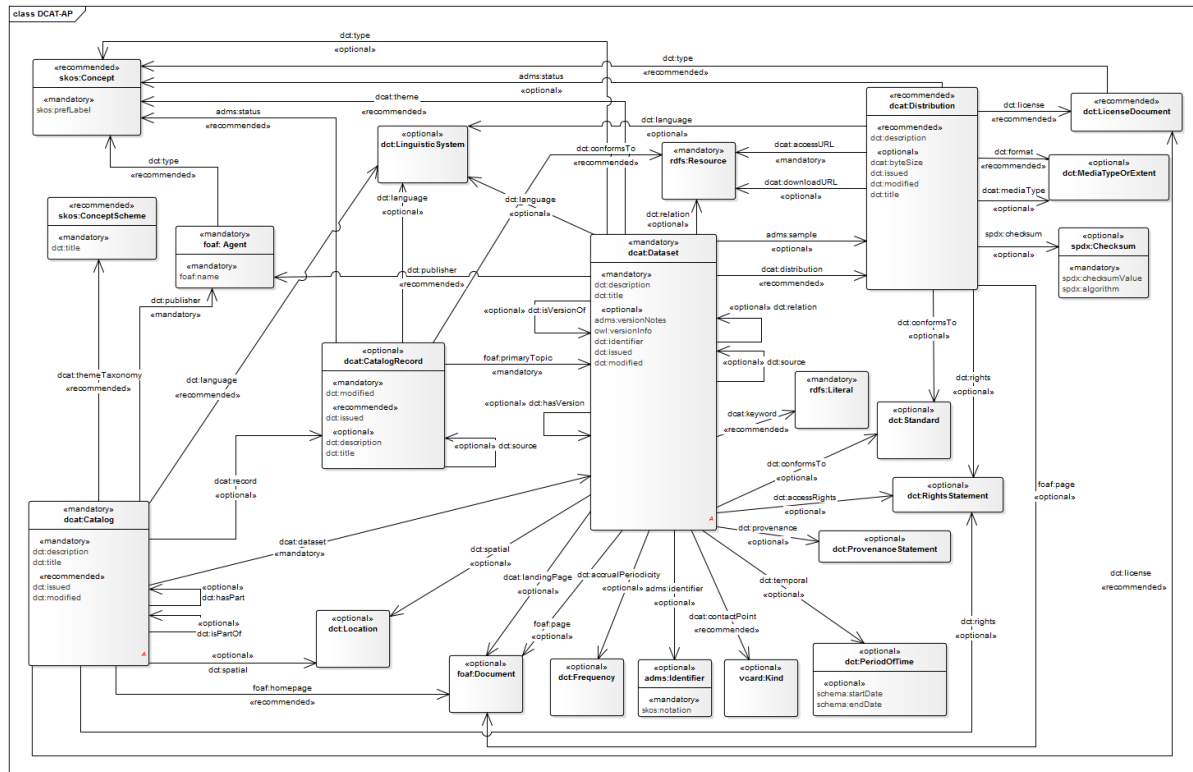 class DCAT-AP
dct:type
«optional»
«recommended»
skos:Concept
«mandatory»
skos:prefLabel
dct:type
«recommended»
adms:status
«optional»
dcat:theme
«recommended»
adms:status
«recommended»
«recommended»
dcat:Distribution
«recommended»
dct:description
«optional»
dcat:byteSize
dct:issued
dct:modified
dct:title
dct:license
«recommended»
«recommended»
dct:LicenseDocument
«optional»
dct:LinguisticSystem
dct:language
«optional»
dct:conformsTo
«recommended»
«mandatory»
rdfs:Resource
dcat:accessURL
«mandatory»
dcat:downloadURL
«optional»
dct:format
«recommended»
dcat:mediaType
«optional»
«optional»
dct:MediaTypeOrExtent
dct:type
«recommended»
«recommended»
skos:ConceptScheme
«mandatory»
dct:title
dct:language
«optional»
dct:language
«optional»
dct:relation
«optional»
«mandatory»
foaf: Agent
«mandatory»
foaf:name
«mandatory»
dcat:Dataset
«mandatory»
dct:description
dct:title
«optional»
adms:versionNotes
owl:versionInfo
dct:identifier
dct:issued
dct:modified
A
adms:sample
«optional»
dcat:distribution
«recommended»
spdx:checksum
«optional»
«optional»
spdx:Checksum
«mandatory»
spdx:checksumValue
spdx:algorithm
dct:publisher
«recommended»
dct:publisher
«mandatory»
«optional» dct:isVersionOf
«optional» dct:relation
«optional» dct:source
dct:conformsTo
«optional»
«optional»
dcat:CatalogRecord
«mandatory»
dct:modified
«recommended»
dct:issued
«optional»
dct:description
dct:title
foaf:primaryTopic
«mandatory»
dcat:themeTaxonomy
«recommended»
dct:language
«recommended»
«optional» dct:hasVersion
«mandatory»
rdfs:Literal
dcat:keyword
«recommended»
dct:rights
«optional»
«optional»
dct:Standard
«optional» dct:source
dct:conformsTo
«optional»
dcat:record
«optional»
dct:accessRights
«optional»
«optional»
dct:RightsStatement
foaf:page
«optional»
«mandatory»
dcat:Catalog
«mandatory»
dct:description
dct:title
«recommended»
dct:issued
dct:modified
A
dcat:dataset
«mandatory»
dct:provenance
«optional»
«optional»
dct:ProvenanceStatement
dct:spatial
«optional»
dcat:landingPage
«optional»
dct:accrualPeriodicity
«optional»
adms:identifier
«optional»
dct:temporal
«optional»
dct:license
«recommended»
«optional»
dct:hasPart
«optional»
dct:isPartOf
«optional»
dct:Location
foaf:page
«optional»
dcat:contactPoint
«recommended»
dct:rights
«optional»
«optional»
dct:spatial
foaf:homepage
«recommended»
«optional»
foaf:Document
«optional»
dct:Frequency
«optional»
adms:Identifier
«mandatory»
skos:notation
«optional»
vcard:Kind
«optional»
dct:PeriodOfTime
«optional»
schema:startDate
schema:endDate